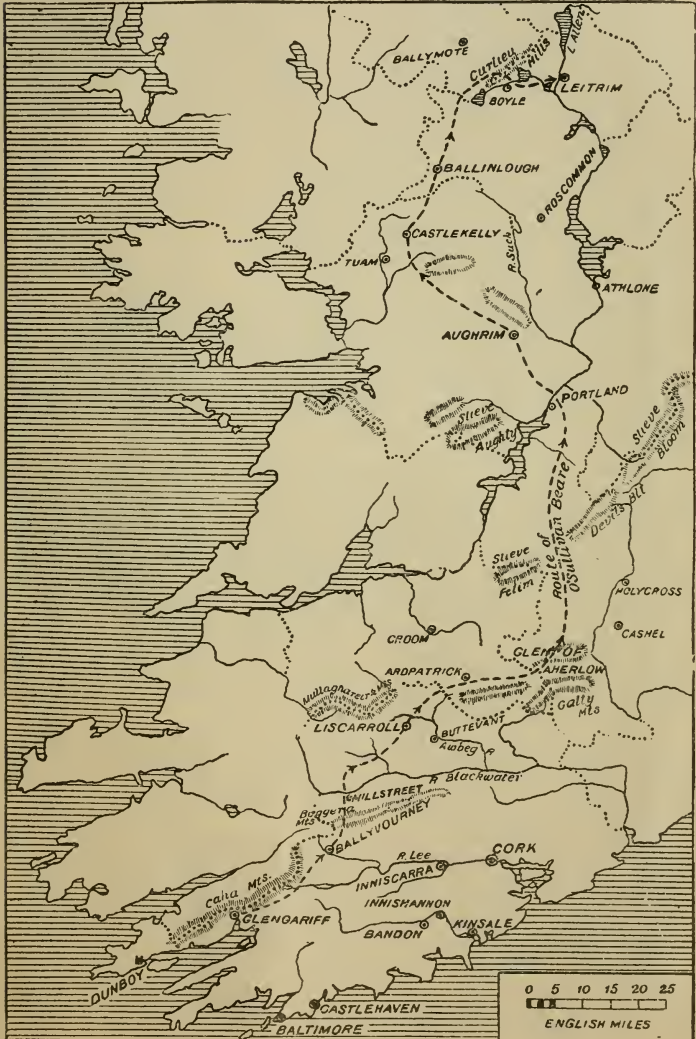 BALLYMOTE
Curlieu
Hills
L. Allen
LEITRIM
BOYLE
BALLINLOUGH
ROSCOMMON
CASTLEKELLY
TUAM
R. Suck
ATHLONE
AUGHRIM
PORTLAND
Slieve
Aughty
Slieve
Bloom
Devils Bit
Route of
O'Sullivan Beare
Slieve
Felim
HOLYCROSS
CASHEL
CROOM
GLEN OF
AHERLOW
ARDPATRICK
Galty
Mts
Mullaghareirk Mts
LISCARROLL
BUTTEVANT
Awbeg R
R Blackwater
MILLSTREET
Boggera
Mts
BALLYVOURNEY
R. Lee
CORK
INNISCARRA
Caha Mts.
GLENGARIFF
INNISHANNON
BANDON
KINSALE
DUNBOY
CASTLEHAVEN
BALTIMORE
0 5 10 15 20 25
ENGLISH MILES